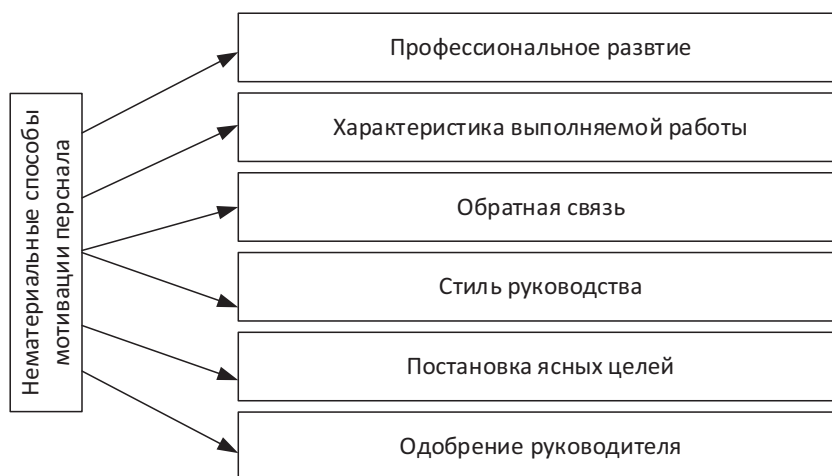 Нематериальные способы
мотивации перснала
Профессиональное развтие
Характеристика выполняемой работы
Обратная связь
Стиль руководства
Постановка ясных целей
Одобрение руководителя